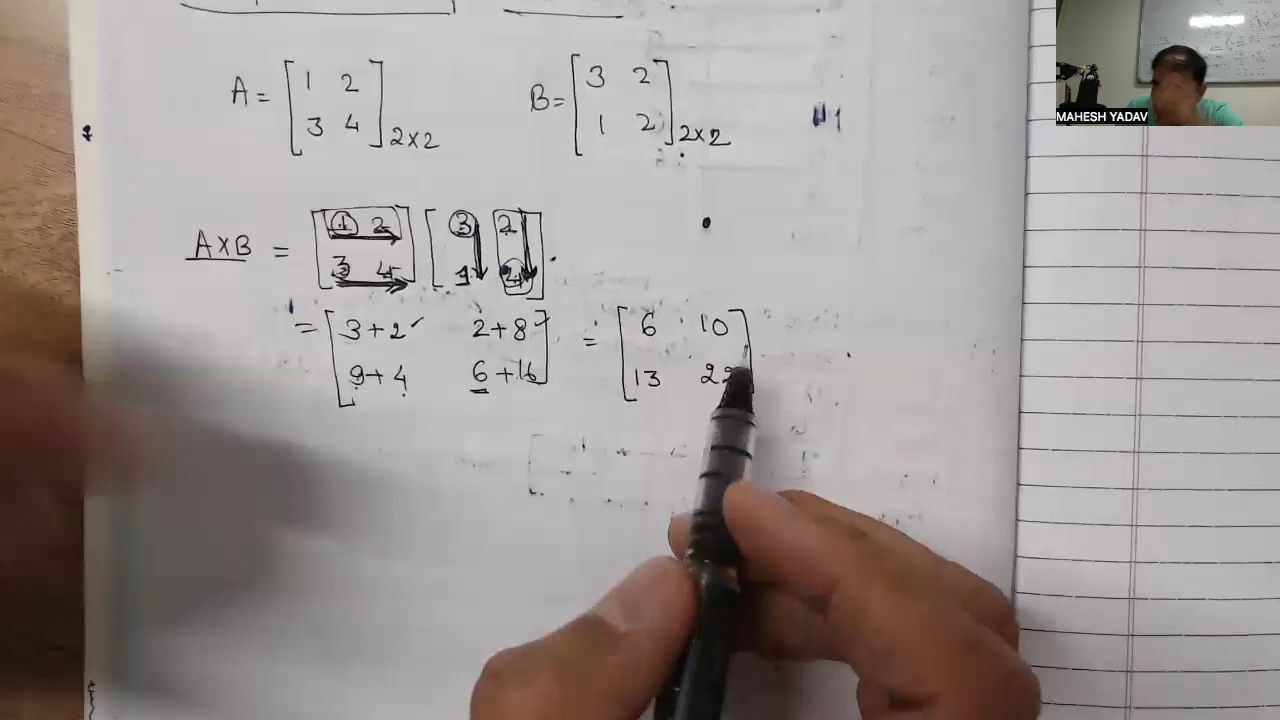 MAHESH YADAV
A = [ 1 2 B = [ 3 2
3 4 ] 2×2 1 2 ] 2×2
A×B = [ 1 2 [ 3 2
3 4 ] 1 4 ]
= [ 3+2 2+8 = [ 6 10
9+4 6+16 ] 13 22 ]